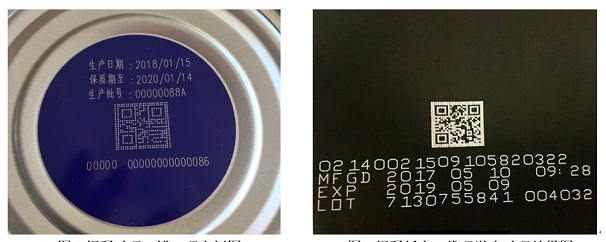 生产日期:2018/01/15
保质期至:2020/01/14
生产批号:00000088A
00000 00000000000086
02140021509105820322
MFGD 2017 05 10 09:28
EXP 2019 05 09
LOT 7130755841 004032